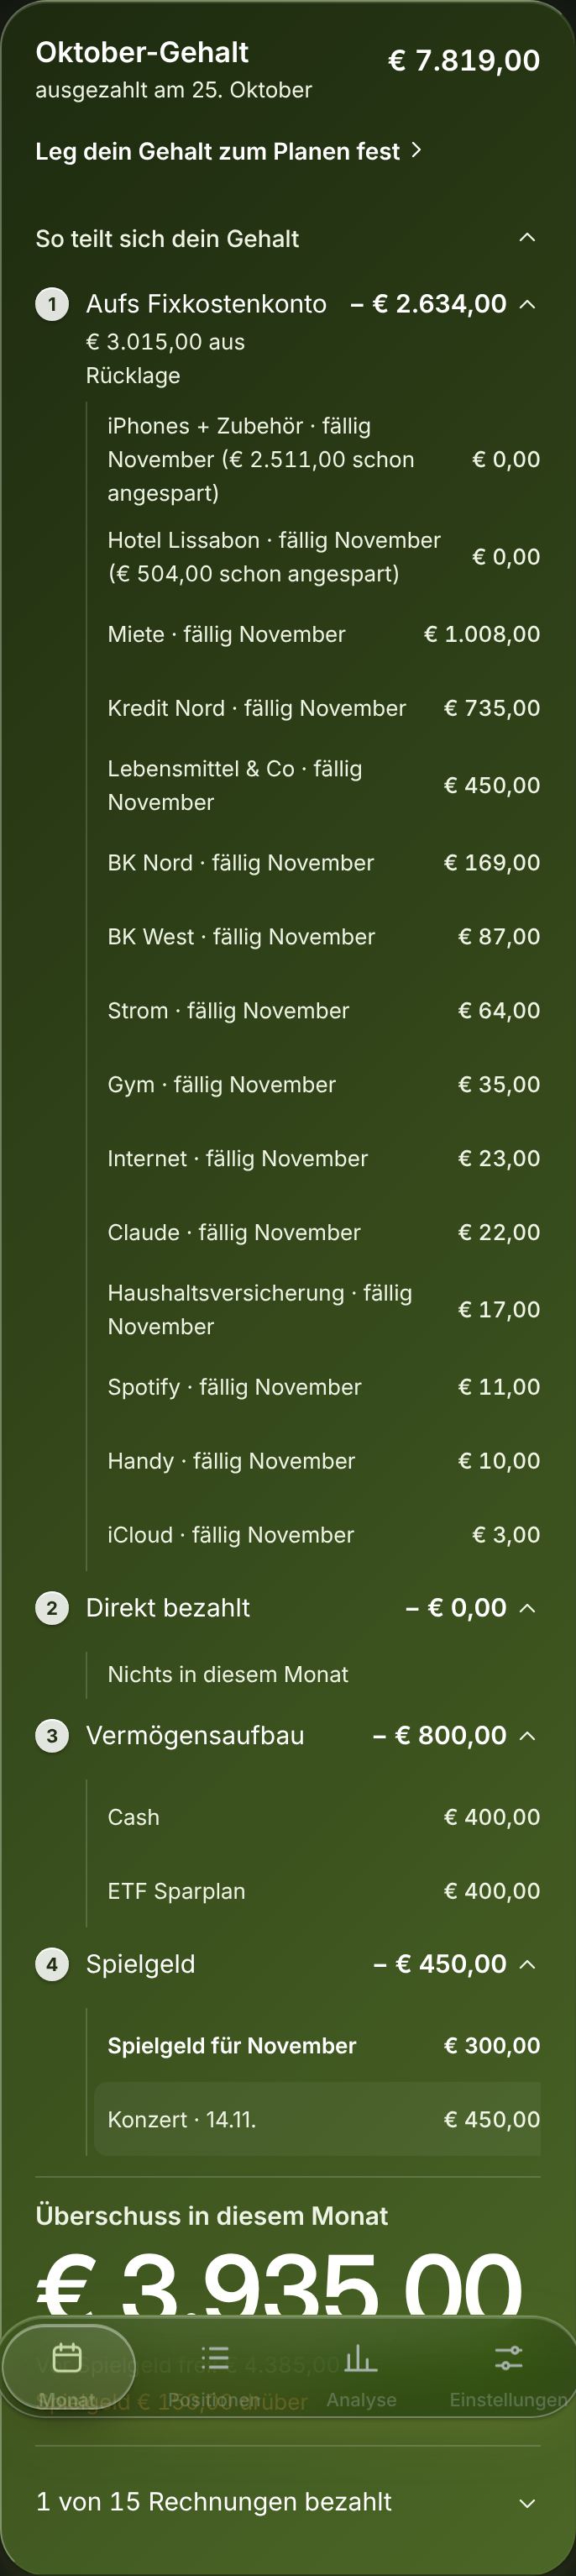 Oktober-Gehalt
€ 7.819,00
ausgezahlt am 25. Oktober
Leg dein Gehalt zum Planen fest
So teilt sich dein Gehalt
1 Aufs Fixkostenkonto – € 2.634,00
€ 3.015,00 aus
Rücklage
iPhones + Zubehör · fällig
November (€ 2.511,00 schon
angespart)
€ 0,00
Hotel Lissabon · fällig November
(€ 504,00 schon angespart)
€ 0,00
Miete · fällig November € 1.008,00
Kredit Nord · fällig November € 735,00
Lebensmittel & Co · fällig
November
€ 450,00
BK Nord · fällig November € 169,00
BK West · fällig November € 87,00
Strom · fällig November € 64,00
Gym · fällig November € 35,00
Internet · fällig November € 23,00
Claude · fällig November € 22,00
Haushaltsversicherung · fällig
November
€ 17,00
Spotify · fällig November € 11,00
Handy · fällig November € 10,00
iCloud · fällig November € 3,00
2 Direkt bezahlt – € 0,00
Nichts in diesem Monat
3 Vermögensaufbau – € 800,00
Cash € 400,00
ETF Sparplan € 400,00
4 Spielgeld – € 450,00
Spielgeld für November € 300,00
Konzert · 14.11. € 450,00
Überschuss in diesem Monat
€ 3.935,00
Spielgeld € 4.385,00
Spielgeld € drüber
Monat Positionen Analyse Einstellungen
1 von 15 Rechnungen bezahlt